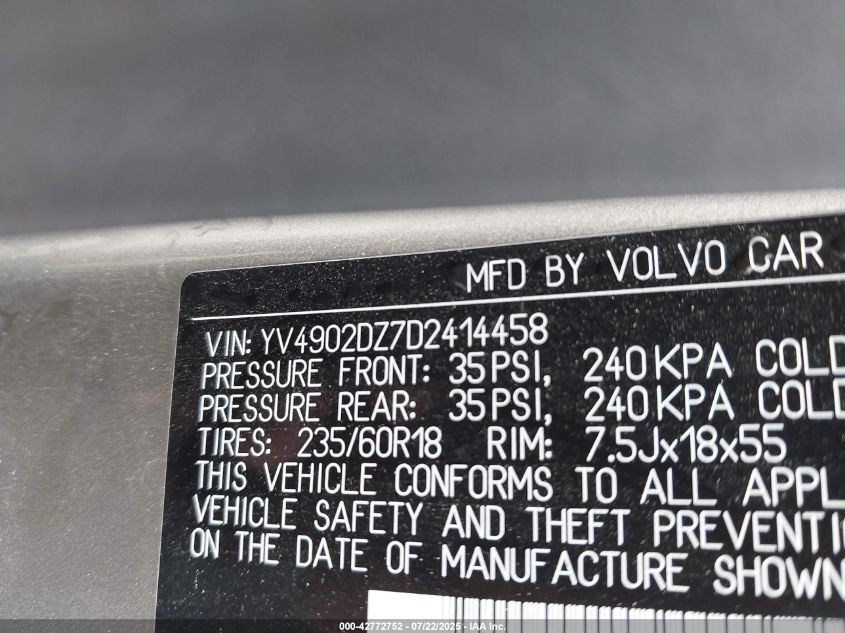 MFD BY VOLVO CAR
VIN: YV4902DZ7D2414458
PRESSURE FRONT: 35PSI, 240KPA COLD
PRESSURE REAR: 35PSI, 240KPA COLD
TIRES: 235/60R18 RIM: 7.5Jx18x55
THIS VEHICLE CONFORMS TO ALL APPL
VEHICLE SAFETY AND THEFT PREVENTI
ON THE DATE OF MANUFACTURE SHOWN
000-42772752 - 07/22/2025 - IAA Inc.